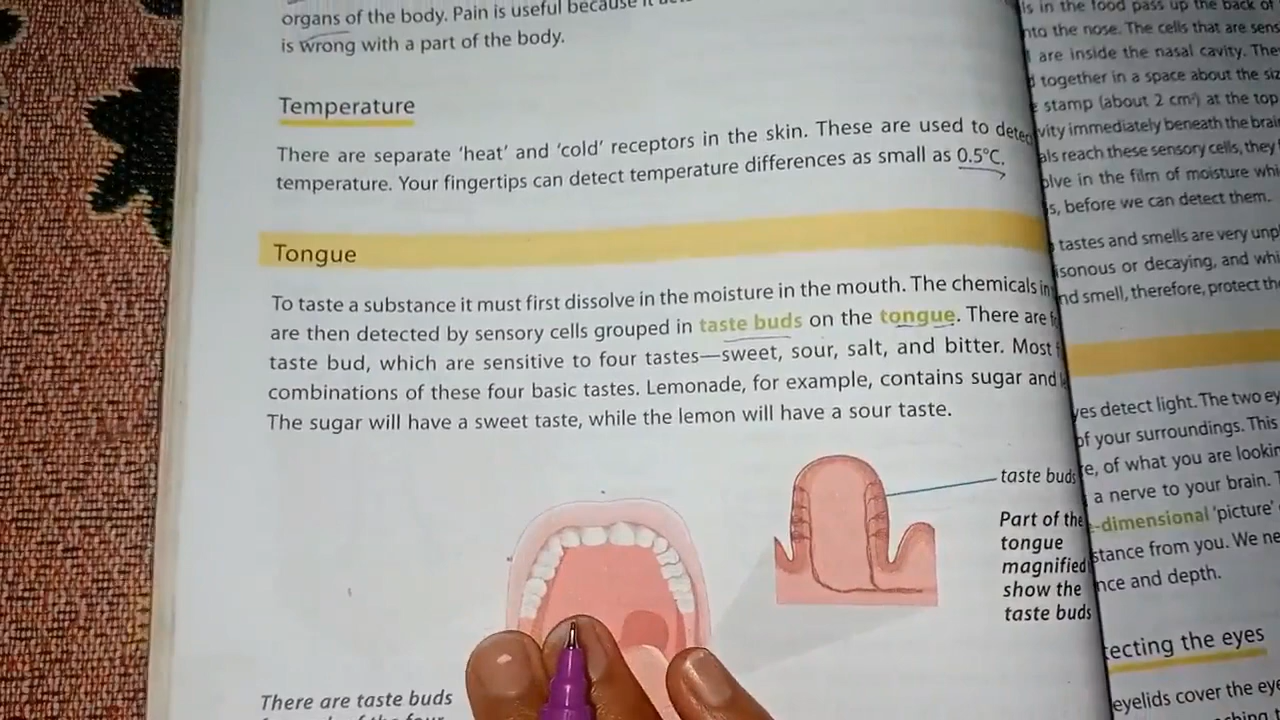 organs of the body. Pain is useful because it
is wrong with a part of the body.
Temperature
There are separate ‘heat’ and ‘cold’ receptors in the skin. These are used to detec
temperature. Your fingertips can detect temperature differences as small as 0.5°C.
Tongue
To taste a substance it must first dissolve in the moisture in the mouth. The chemicals in
are then detected by sensory cells grouped in taste buds on the tongue. There are
taste bud, which are sensitive to four tastes—sweet, sour, salt, and bitter. Most
combinations of these four basic tastes. Lemonade, for example, contains sugar and
The sugar will have a sweet taste, while the lemon will have a sour taste.
taste buds
Part of the
tongue
magnified
show the
taste buds
There are taste buds
ls in the food pass up the back of
nto the nose. The cells that are sens
are inside the nasal cavity. The
together in a space about the siz
stamp (about 2 cm²) at the top
vity immediately beneath the brai
als reach these sensory cells, they
olve in the film of moisture whi
s, before we can detect them.
tastes and smells are very unp
isonous or decaying, and whi
nd smell, therefore, protect th
yes detect light. The two ey
of your surroundings. This
re, of what you are lookin
a nerve to your brain.
-dimensional ‘picture’
stance from you. We ne
nce and depth.
tecting the eyes
eyelids cover the eye